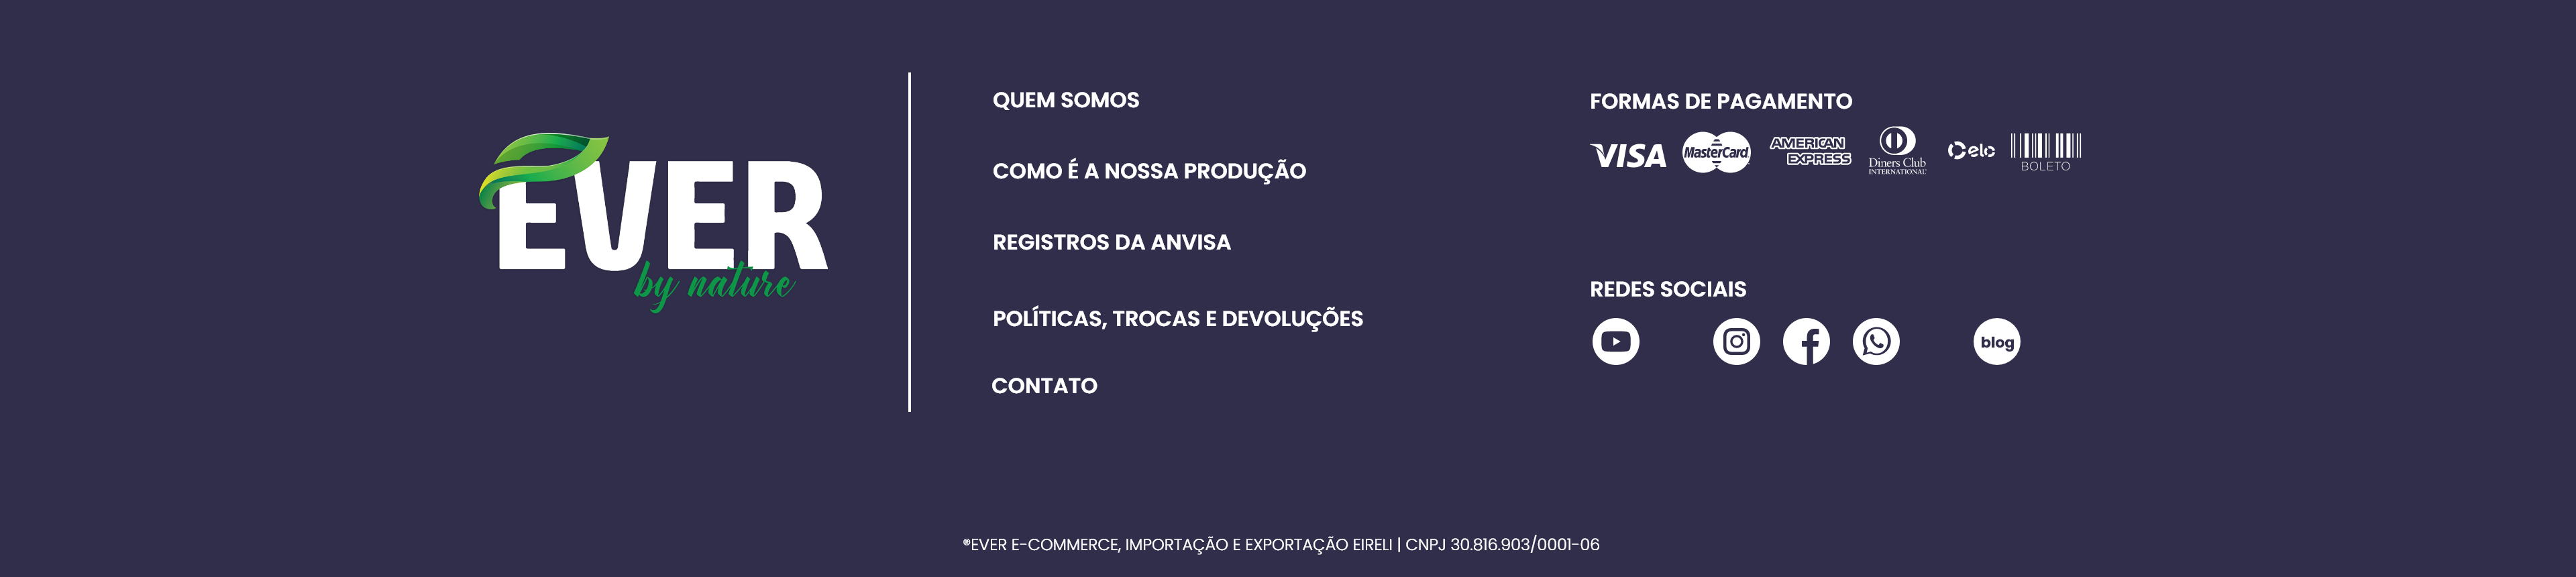 EVER
by nature
QUEM SOMOS
COMO É A NOSSA PRODUÇÃO
REGISTROS DA ANVISA
POLÍTICAS, TROCAS E DEVOLUÇÕES
CONTATO
FORMAS DE PAGAMENTO
VISA MasterCard AMERICAN EXPRESS Diners Club INTERNATIONAL elo BOLETO
REDES SOCIAIS
blog
®EVER E-COMMERCE, IMPORTAÇÃO E EXPORTAÇÃO EIRELI | CNPJ 30.816.903/0001-06